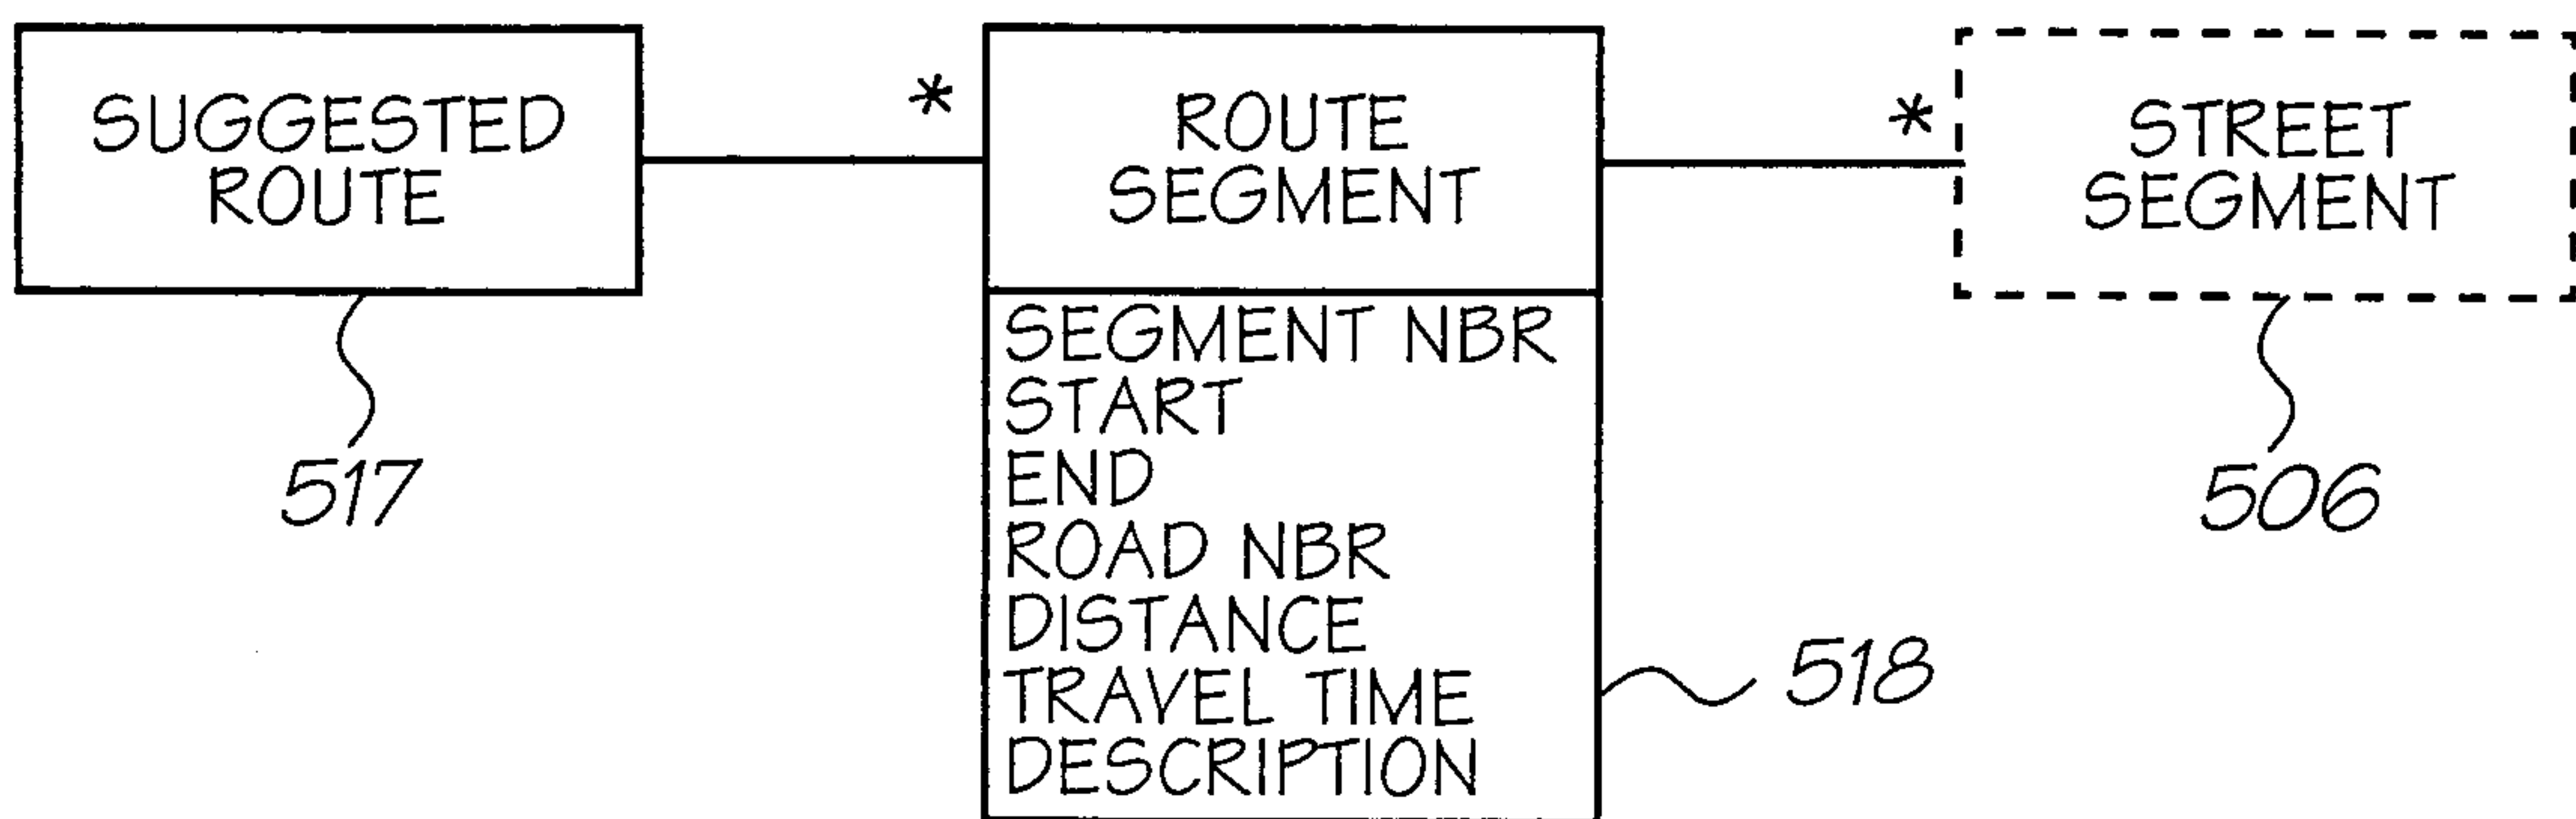 SUGGESTED
ROUTE
517
*
ROUTE
SEGMENT
SEGMENT NBR
START
END
ROAD NBR
DISTANCE
TRAVEL TIME
DESCRIPTION
518
*
STREET
SEGMENT
506